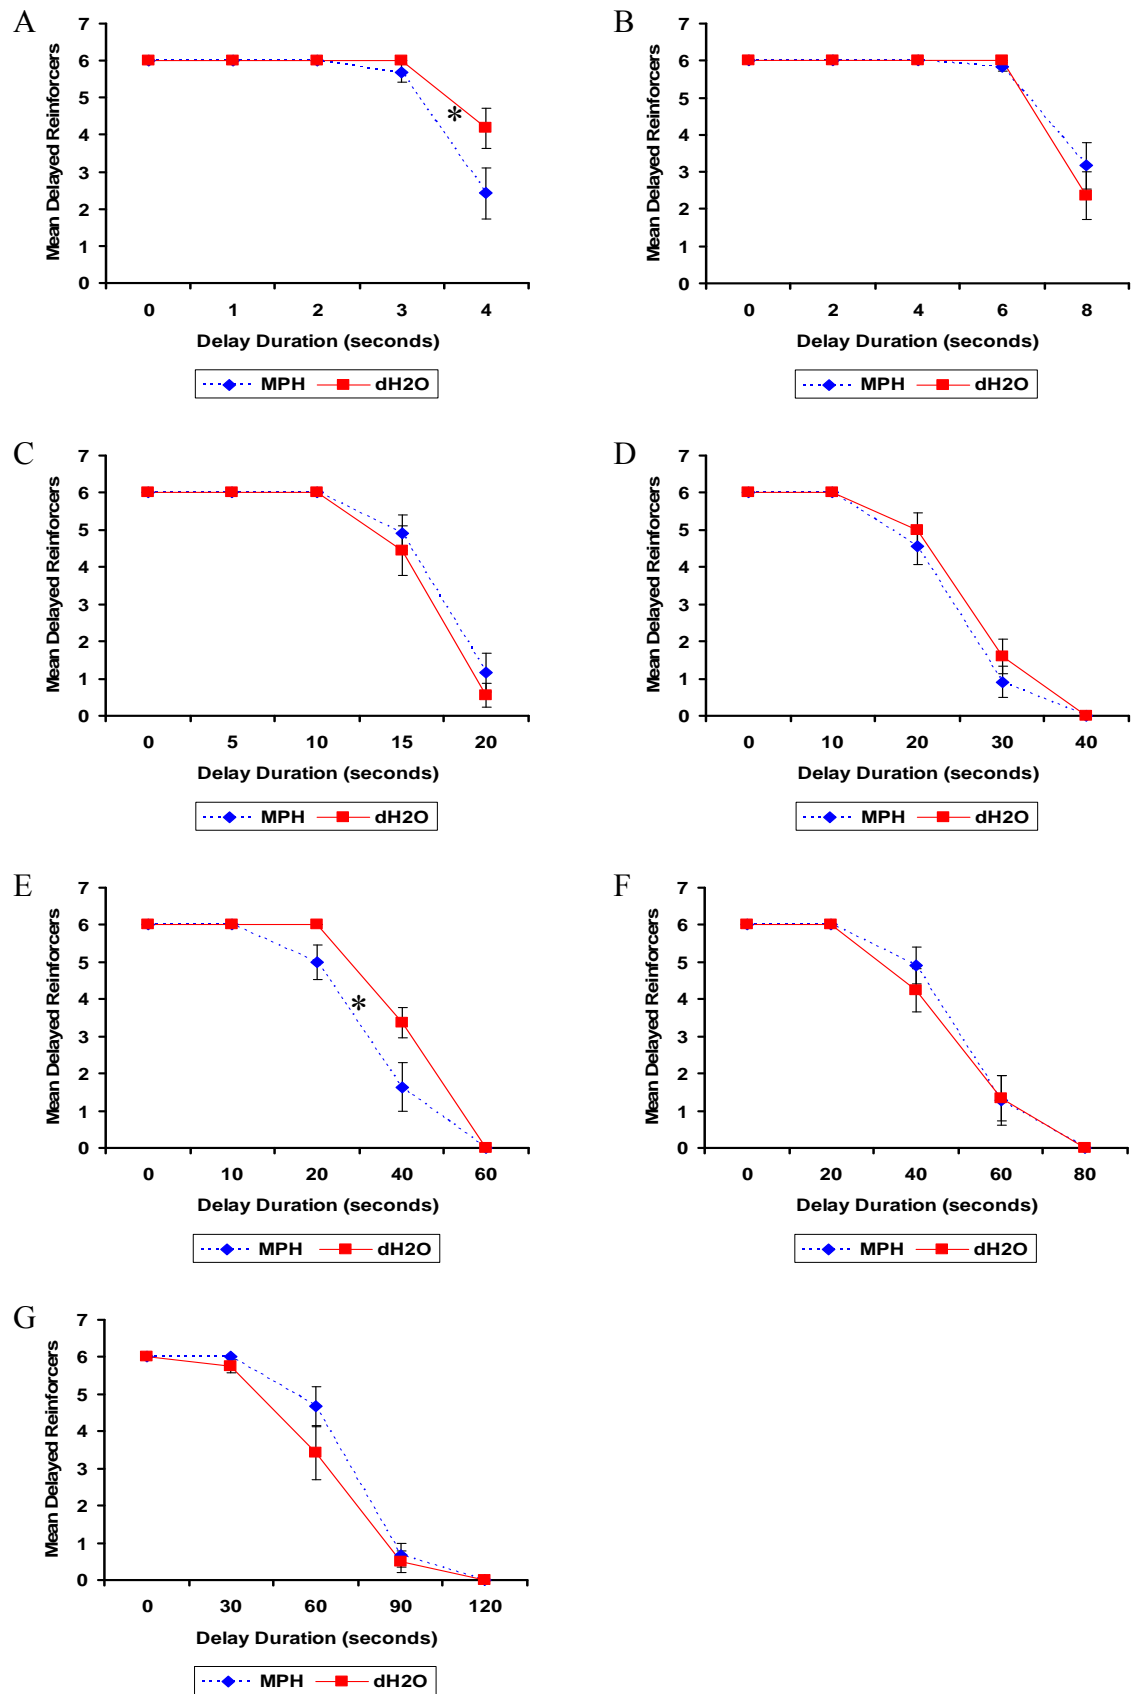 A
Mean Delayed Reinforcers
7
6
5
4
3
2
1
0
0 1 2 3 4
*
Delay Duration (seconds)
MPH dH2O
B
Mean Delayed Reinforcers
7
6
5
4
3
2
1
0
0 2 4 6 8
Delay Duration (seconds)
MPH dH2O
C
Mean Delayed Reinforcers
7
6
5
4
3
2
1
0
0 5 10 15 20
Delay Duration (seconds)
MPH dH2O
D
Mean Delayed Reinforcers
7
6
5
4
3
2
1
0
0 10 20 30 40
Delay Duration (seconds)
MPH dH2O
E
Mean Delayed Reinforcers
7
6
5
4
3
2
1
0
0 10 20 40 60
*
Delay Duration (seconds)
MPH dH2O
F
Mean Delayed Reinforcers
7
6
5
4
3
2
1
0
0 20 40 60 80
Delay Duration (seconds)
MPH dH2O
G
Mean Delayed Reinforcers
7
6
5
4
3
2
1
0
0 30 60 90 120
Delay Duration (seconds)
MPH dH2O